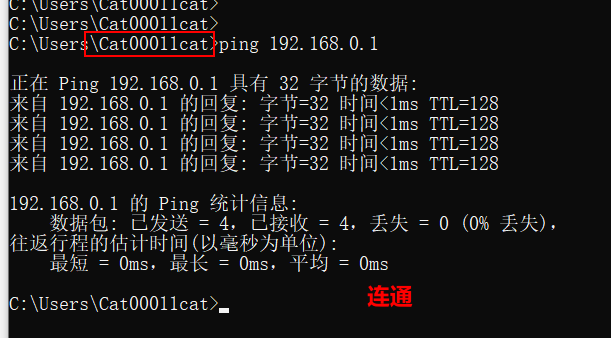 C:\Users\Cat00011cat>
C:\Users\Cat00011cat>
C:\Users\Cat00011cat>ping 192.168.0.1
正在 Ping 192.168.0.1 具有 32 字节的数据:
来自 192.168.0.1 的回复: 字节=32 时间<1ms TTL=128
来自 192.168.0.1 的回复: 字节=32 时间<1ms TTL=128
来自 192.168.0.1 的回复: 字节=32 时间<1ms TTL=128
来自 192.168.0.1 的回复: 字节=32 时间<1ms TTL=128
192.168.0.1 的 Ping 统计信息:
数据包: 已发送 = 4，已接收 = 4，丢失 = 0 (0% 丢失)，
往返行程的估计时间(以毫秒为单位):
最短 = 0ms，最长 = 0ms，平均 = 0ms
连通
C:\Users\Cat00011cat>